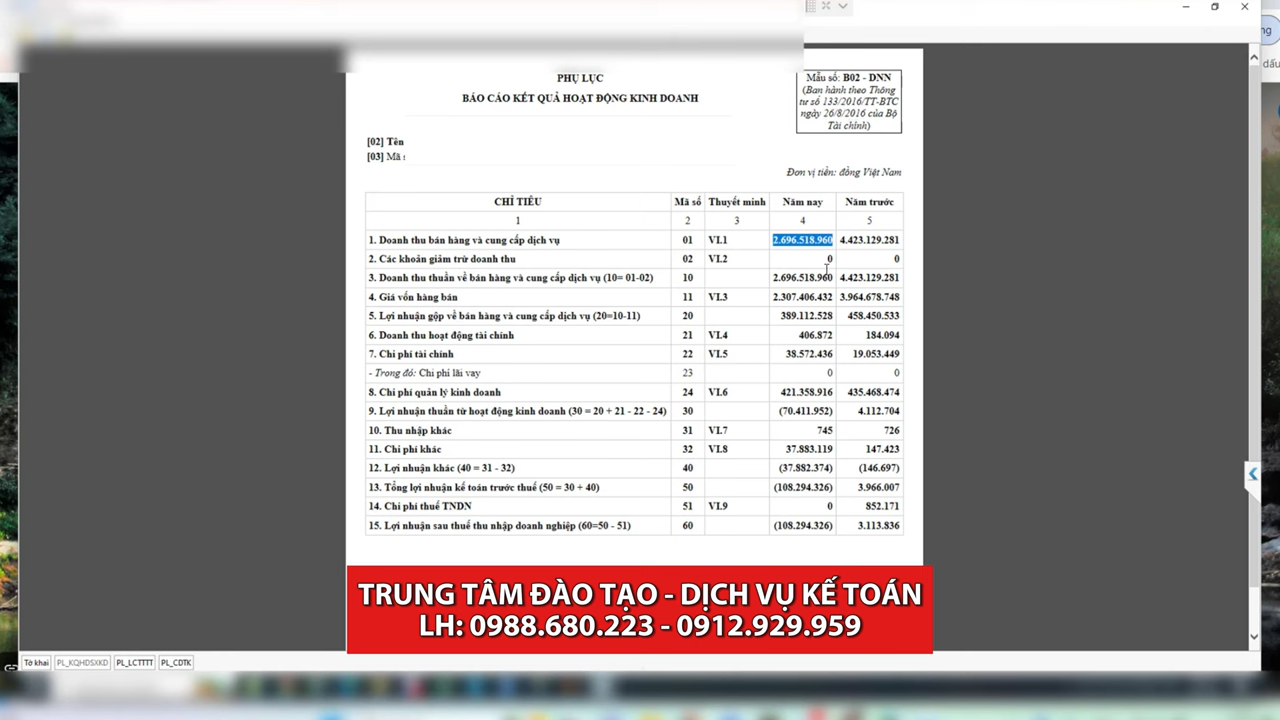 ng
dấu
PHỤ LỤC
BÁO CÁO KẾT QUẢ HOẠT ĐỘNG KINH DOANH
Mẫu số: B02 - DNN
(Ban hành theo Thông
tư số 133/2016/TT-BTC
ngày 26/8/2016 của Bộ
Tài chính)
[02] Tên
[03] Mã
Đơn vị tiền: đồng Việt Nam
CHỈ TIÊU Mã số Thuyết minh Năm nay Năm trước
1 2 3 4 5
1. Doanh thu bán hàng và cung cấp dịch vụ 01 VI.1 2.696.518.960 4.423.129.281
2. Các khoản giảm trừ doanh thu 02 VI.2 0 0
3. Doanh thu thuần về bán hàng và cung cấp dịch vụ (10= 01-02) 10 2.696.518.960 4.423.129.281
4. Giá vốn hàng bán 11 VI.3 2.307.406.432 3.964.678.748
5. Lợi nhuận gộp về bán hàng và cung cấp dịch vụ (20=10-11) 20 389.112.528 458.450.533
6. Doanh thu hoạt động tài chính 21 VI.4 406.872 184.094
7. Chi phí tài chính 22 VI.5 38.572.436 19.053.449
- Trong đó: Chi phí lãi vay 23 0 0
8. Chi phí quản lý kinh doanh 24 VI.6 421.358.916 435.468.474
9. Lợi nhuận thuần từ hoạt động kinh doanh (30 = 20 + 21 - 22 - 24) 30 (70.411.952) 4.112.704
10. Thu nhập khác 31 VI.7 745 726
11. Chi phí khác 32 VI.8 37.883.119 147.423
12. Lợi nhuận khác (40 = 31 - 32) 40 (37.882.374) (146.697)
13. Tổng lợi nhuận kế toán trước thuế (50 = 30 + 40) 50 (108.294.326) 3.966.007
14. Chi phí thuế TNDN 51 VI.9 0 852.171
15. Lợi nhuận sau thuế thu nhập doanh nghiệp (60=50 - 51) 60 (108.294.326) 3.113.836
TRUNG TÂM ĐÀO TẠO - DỊCH VỤ KẾ TOÁN
LH: 0988.680.223 - 0912.929.959
Tờ khai PL_KQHDSXKD PL_LCTTTT PL_CDTK